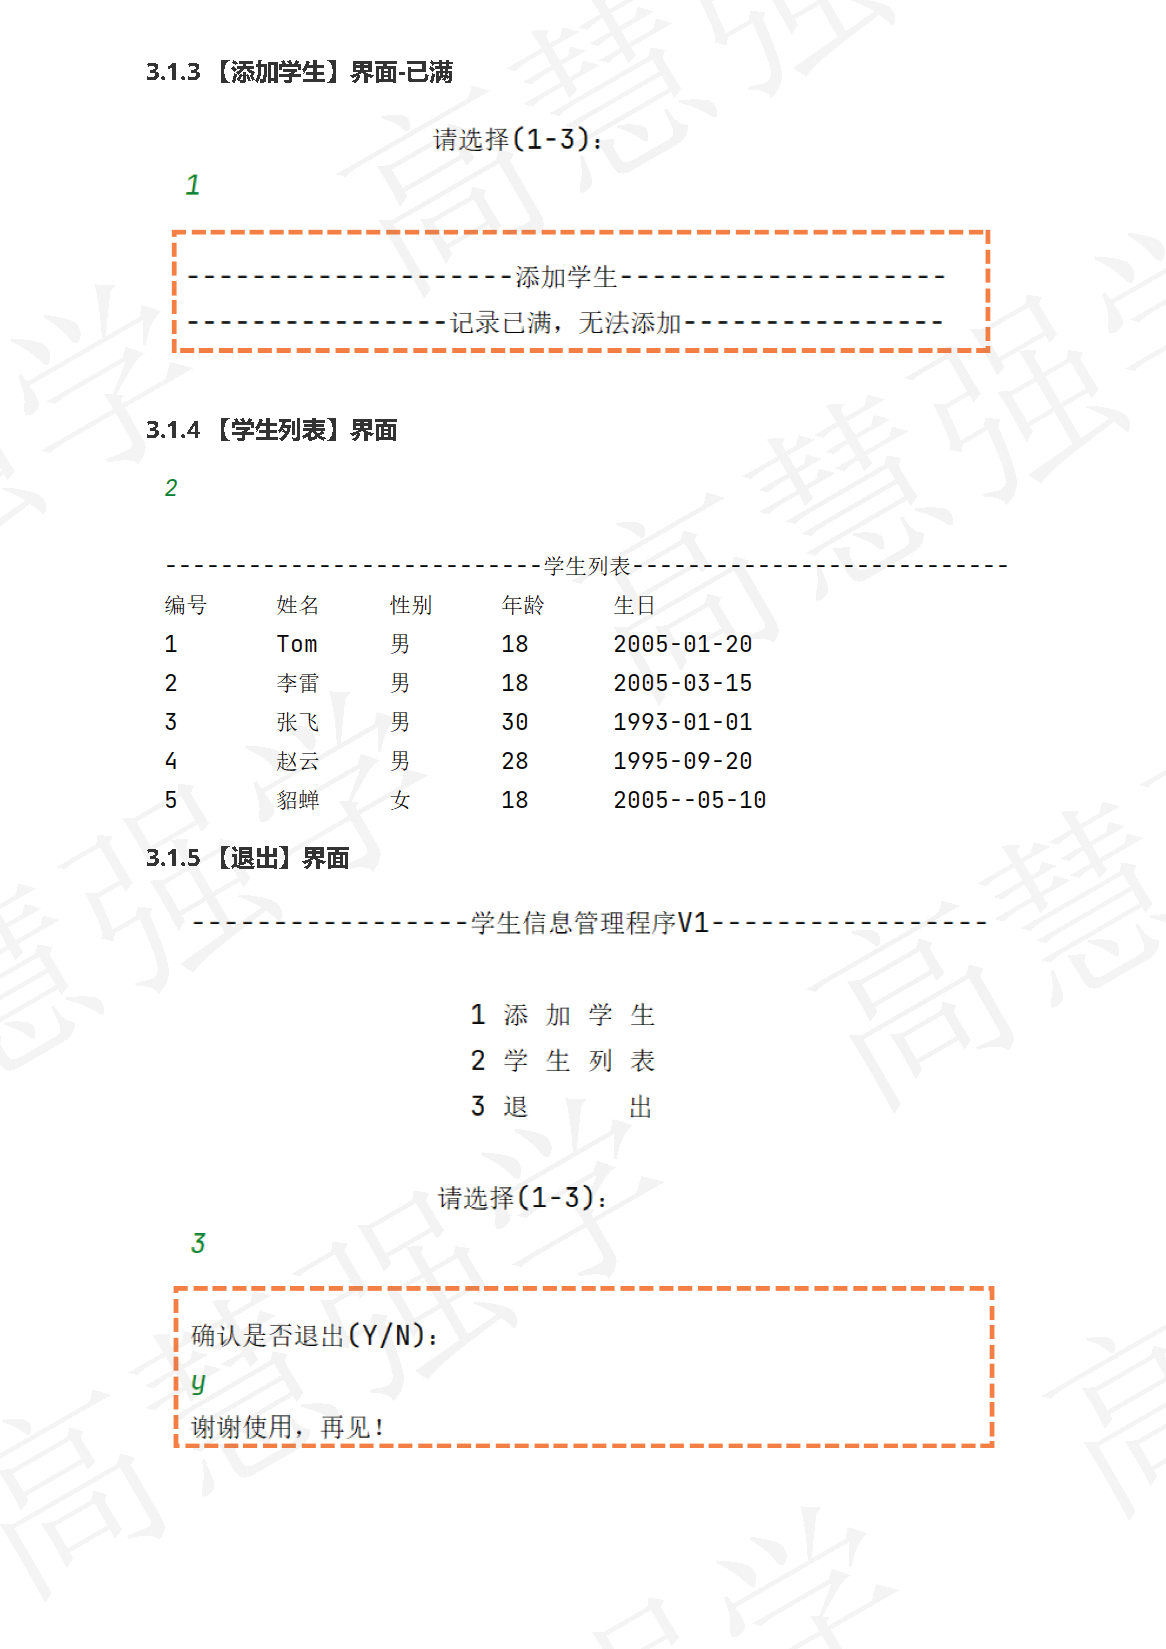 3.1.3 【添加学生】界面-已满
请选择(1-3):
1
--------------------添加学生--------------------
----------------记录已满，无法添加----------------
3.1.4 【学生列表】界面
2
---------------------------学生列表---------------------------
编号 姓名 性别 年龄 生日
1 Tom 男 18 2005-01-20
2 李雷 男 18 2005-03-15
3 张飞 男 30 1993-01-01
4 赵云 男 28 1995-09-20
5 貂蝉 女 18 2005--05-10
3.1.5 【退出】界面
-----------------学生信息管理程序V1-----------------
1 添 加 学 生
2 学 生 列 表
3 退 出
请选择(1-3):
3
确认是否退出(Y/N):
y
谢谢使用，再见！
高慧强学